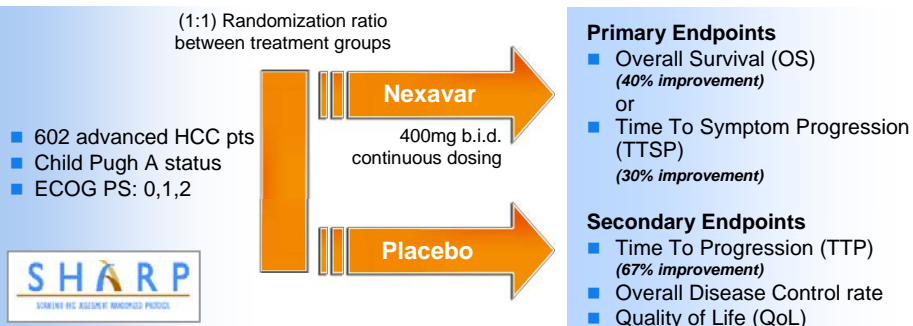 (1:1) Randomization ratio
between treatment groups
602 advanced HCC pts
Child Pugh A status
ECOG PS: 0,1,2
SHARP
Nexavar
400mg b.i.d.
continuous dosing
Placebo
Primary Endpoints
Overall Survival (OS)
(40% improvement)
or
Time To Symptom Progression
(TTSP)
(30% improvement)
Secondary Endpoints
Time To Progression (TTP)
(67% improvement)
Overall Disease Control rate
Quality of Life (QoL)